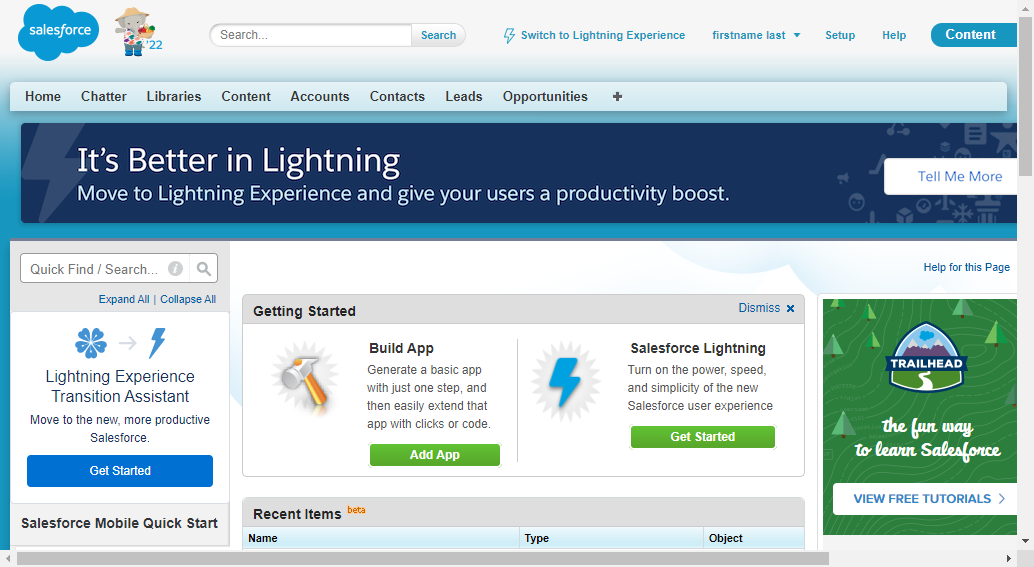 salesforce
'22
Search...
Search
Switch to Lightning Experience
firstname last
Setup
Help
Content
Home
Chatter
Libraries
Content
Accounts
Contacts
Leads
Opportunities
It's Better in Lightning
Move to Lightning Experience and give your users a productivity boost.
Tell Me More
Quick Find / Search...
Expand All | Collapse All
Lightning Experience
Transition Assistant
Move to the new, more productive
Salesforce.
Get Started
Salesforce Mobile Quick Start
Help for this Page
Getting Started
Dismiss
Build App
Generate a basic app
with just one step, and
then easily extend that
app with clicks or code.
Add App
Salesforce Lightning
Turn on the power, speed,
and simplicity of the new
Salesforce user experience
Get Started
Recent Items beta
Name
Type
Object
TRAILHEAD
the fun way
to learn Salesforce
VIEW FREE TUTORIALS